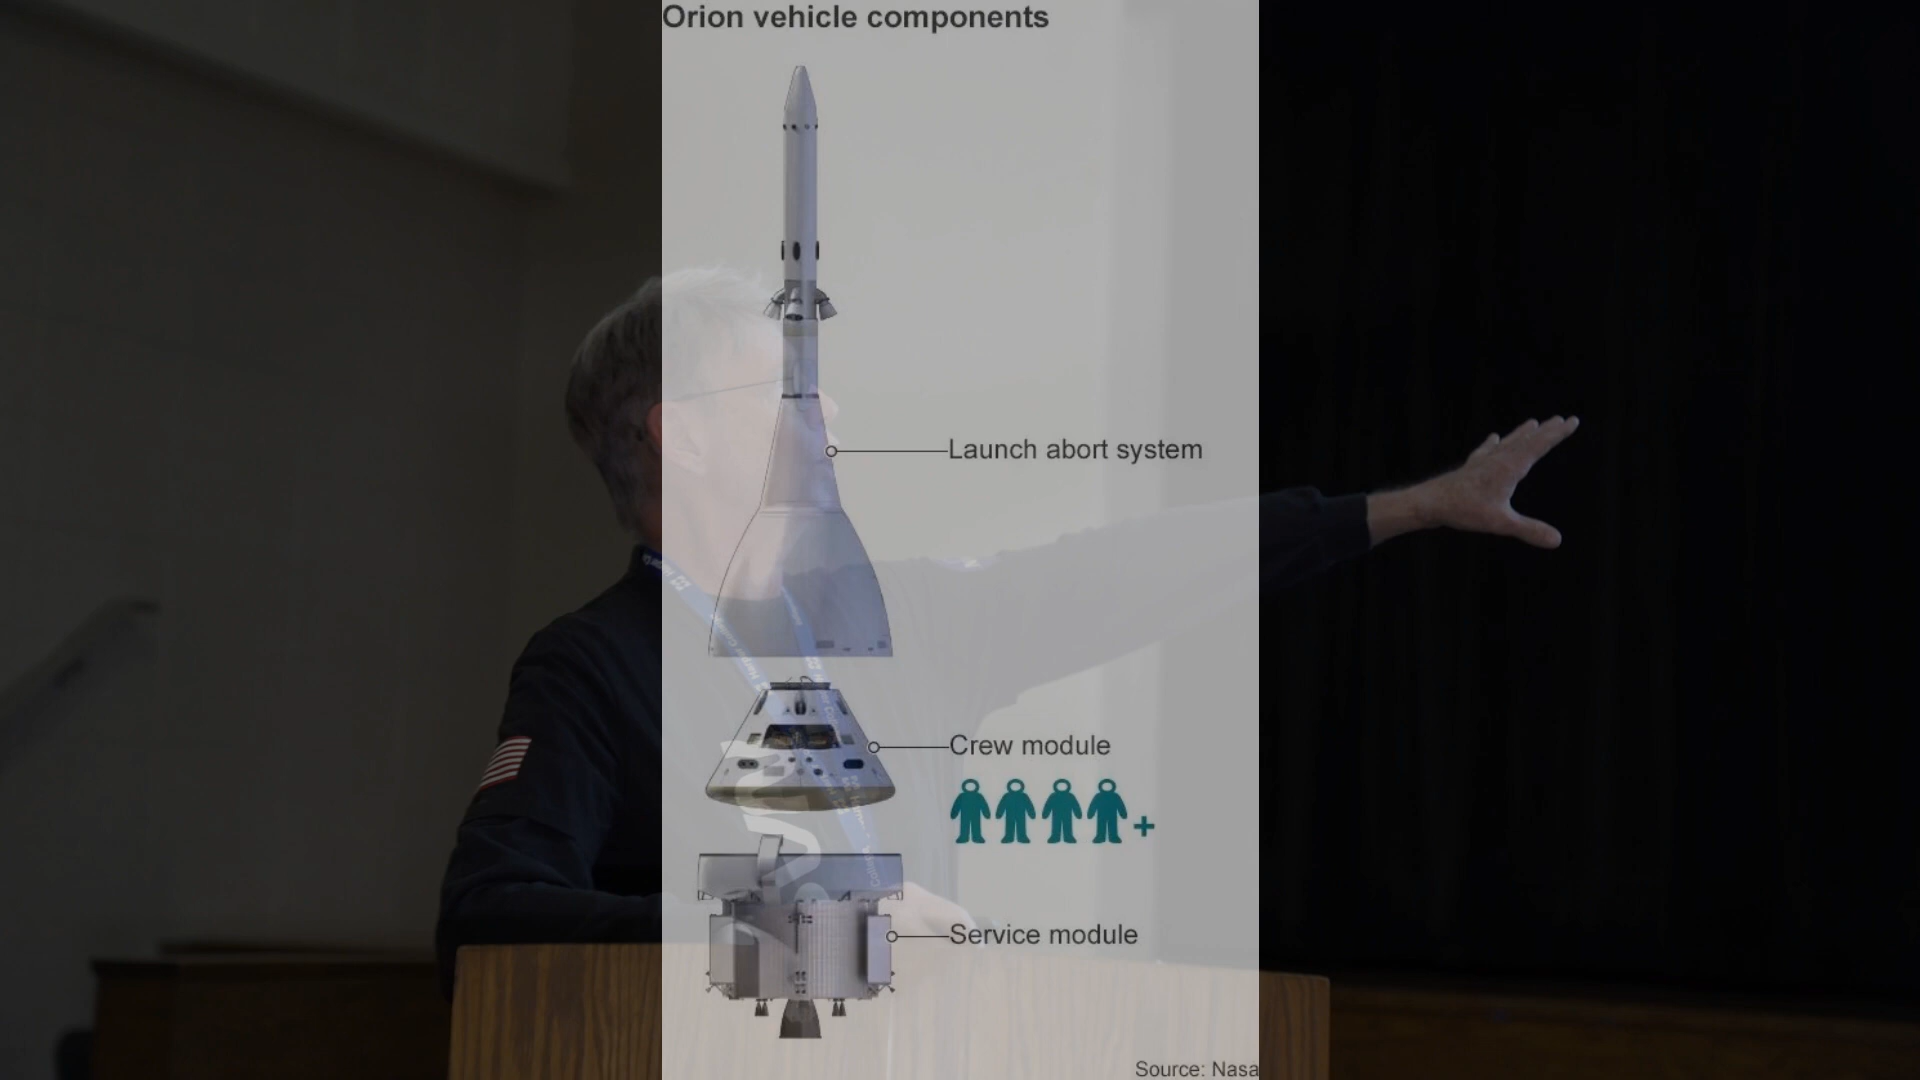 Orion vehicle components
Launch abort system
Crew module
+
Service module
Source: Nasa